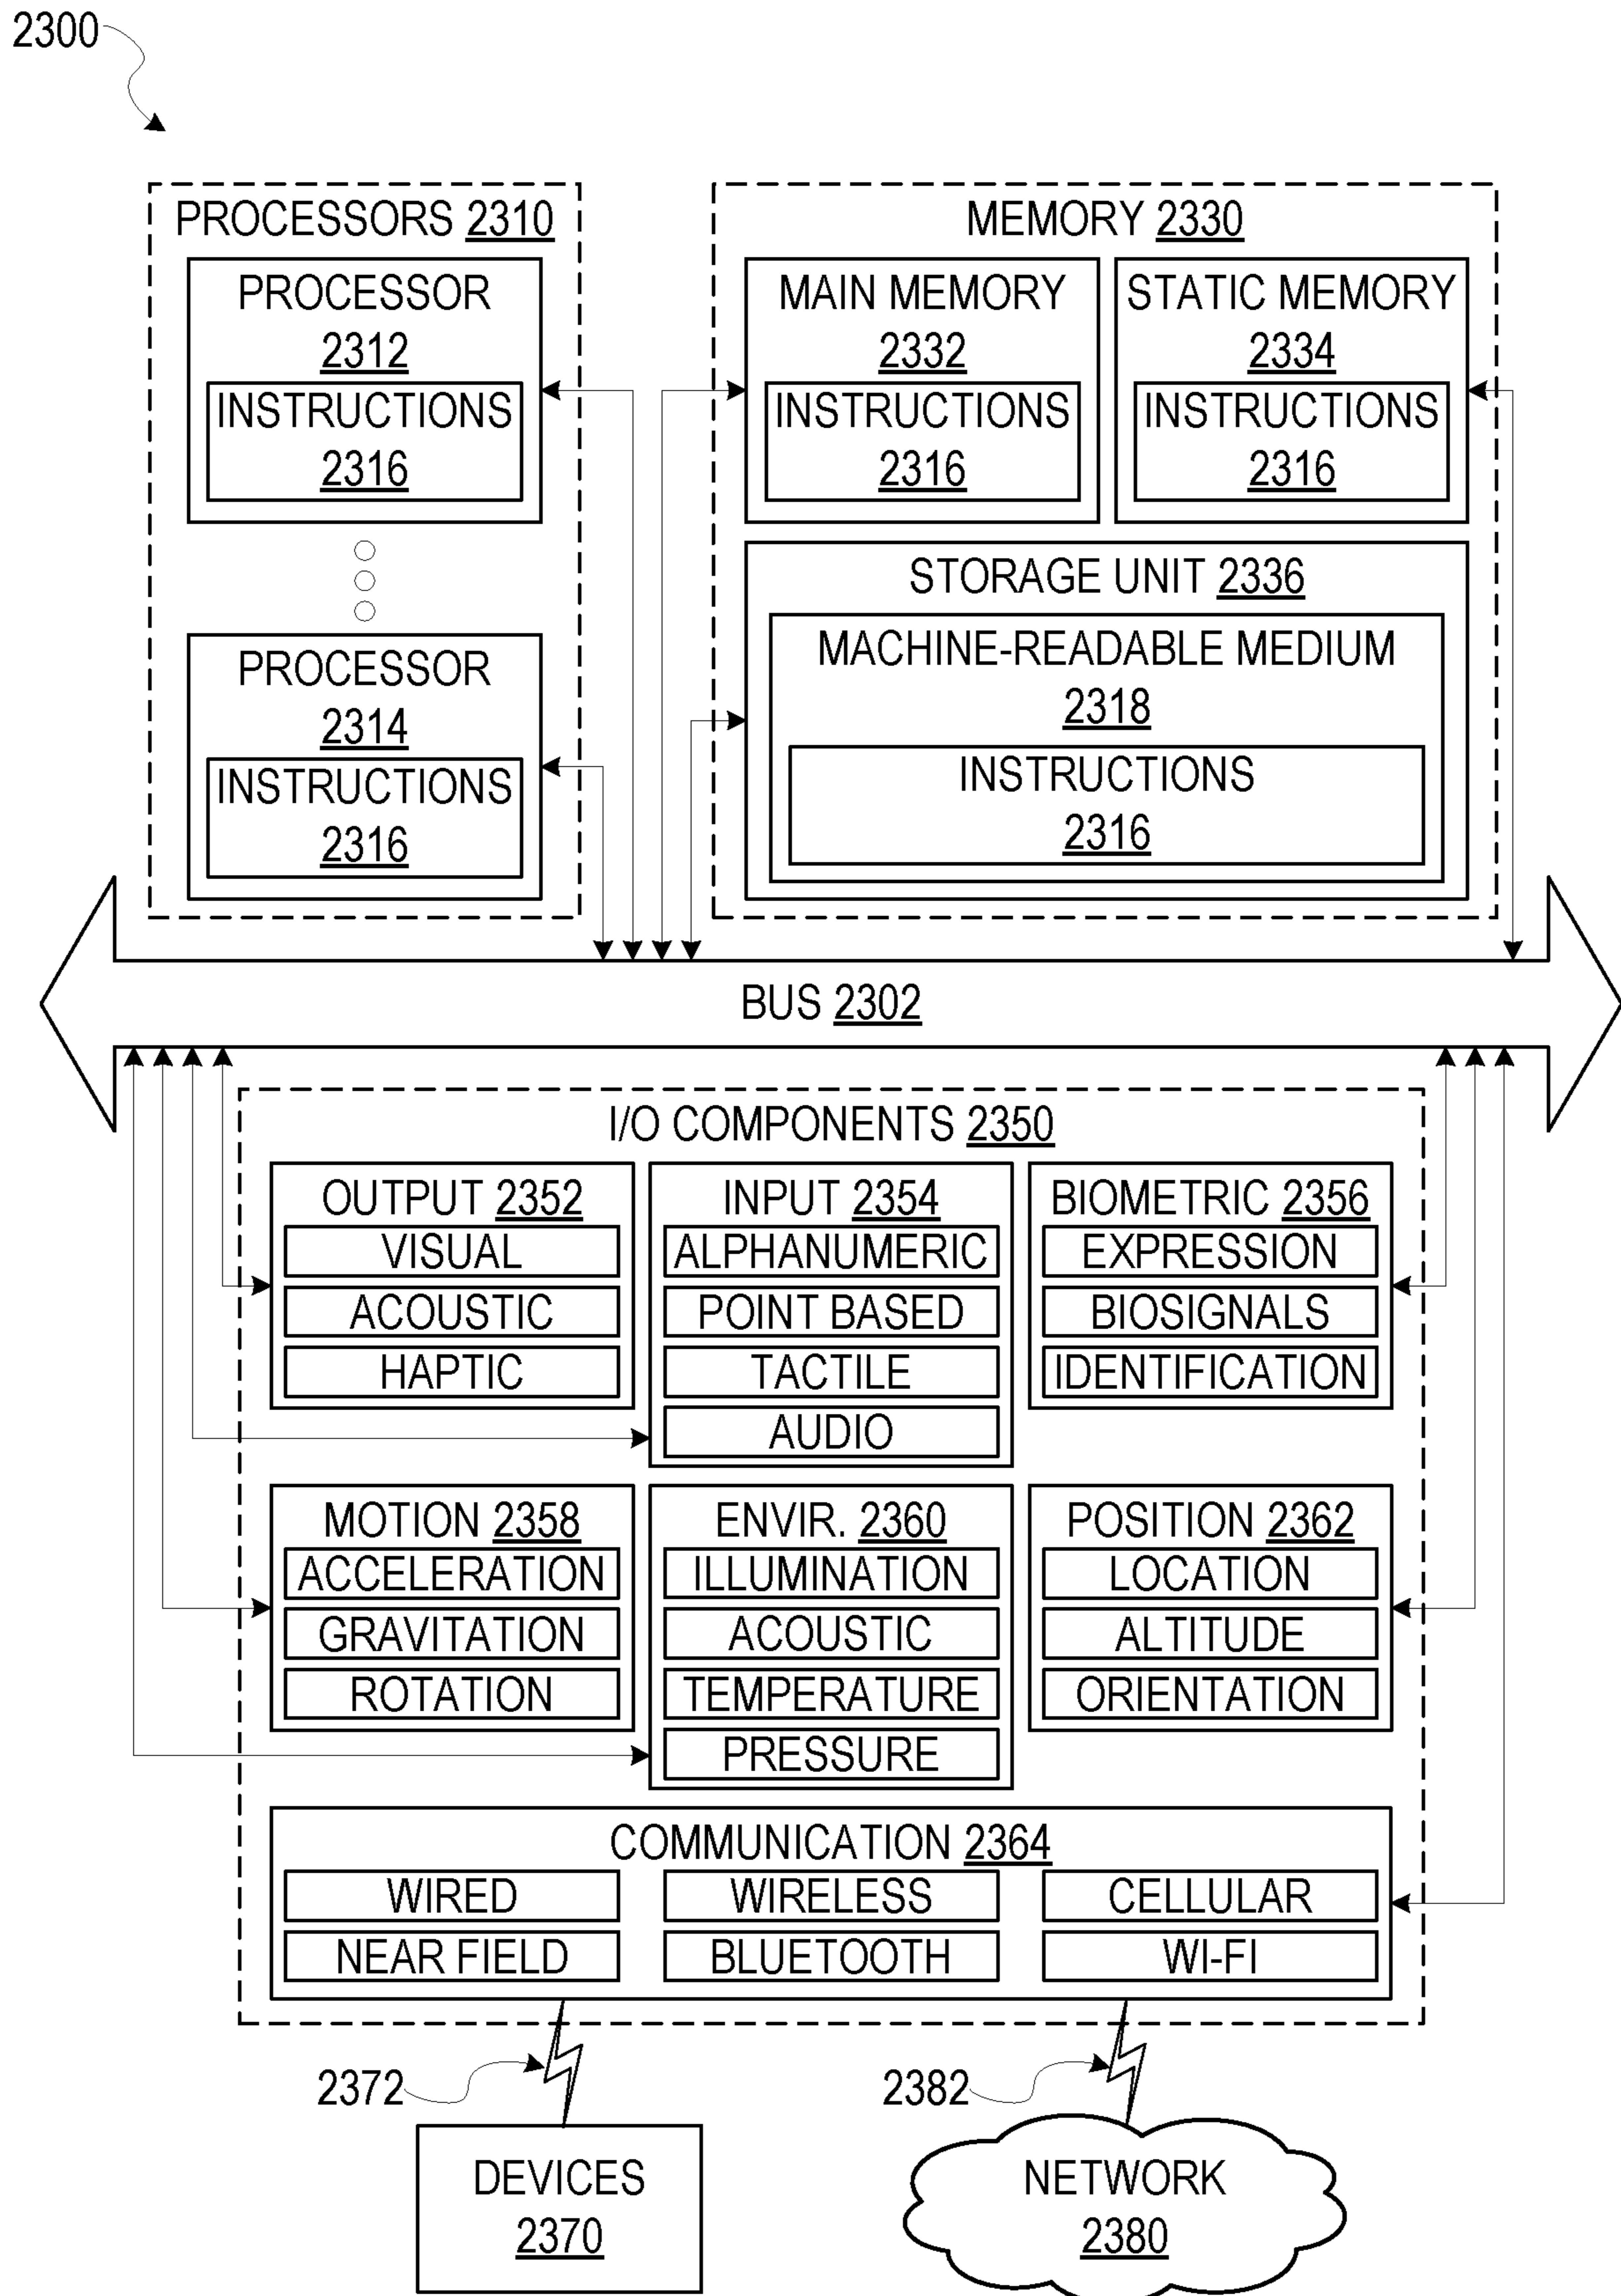 2300
PROCESSORS 2310
PROCESSOR
2312
INSTRUCTIONS
2316
PROCESSOR
2314
INSTRUCTIONS
2316
MEMORY 2330
MAIN MEMORY
2332
INSTRUCTIONS
2316
STATIC MEMORY
2334
INSTRUCTIONS
2316
STORAGE UNIT 2336
MACHINE-READABLE MEDIUM
2318
INSTRUCTIONS
2316
BUS 2302
I/O COMPONENTS 2350
OUTPUT 2352
VISUAL
ACOUSTIC
HAPTIC
INPUT 2354
ALPHANUMERIC
POINT BASED
TACTILE
AUDIO
BIOMETRIC 2356
EXPRESSION
BIOSIGNALS
IDENTIFICATION
MOTION 2358
ACCELERATION
GRAVITATION
ROTATION
ENVIR. 2360
ILLUMINATION
ACOUSTIC
TEMPERATURE
PRESSURE
POSITION 2362
LOCATION
ALTITUDE
ORIENTATION
COMMUNICATION 2364
WIRED
WIRELESS
CELLULAR
NEAR FIELD
BLUETOOTH
WI-FI
2372
2382
DEVICES
2370
NETWORK
2380